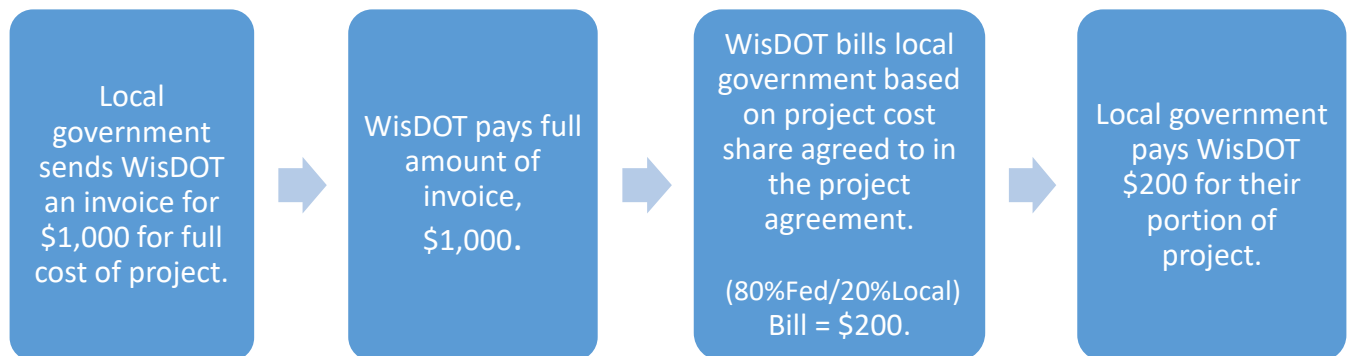 Local
government
sends WisDOT
an invoice for
$1,000 for full
cost of project.
WisDOT pays full
amount of
invoice,
$1,000.
WisDOT bills local
government based
on project cost
share agreed to in
the project
agreement.
(80%Fed/20%Local)
Bill = $200.
Local government
pays WisDOT
$200 for their
portion of
project.